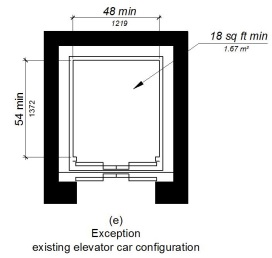 48 min
1219
18 sq ft min
1.67 m²
54 min
1372
(e)
Exception
existing elevator car configuration